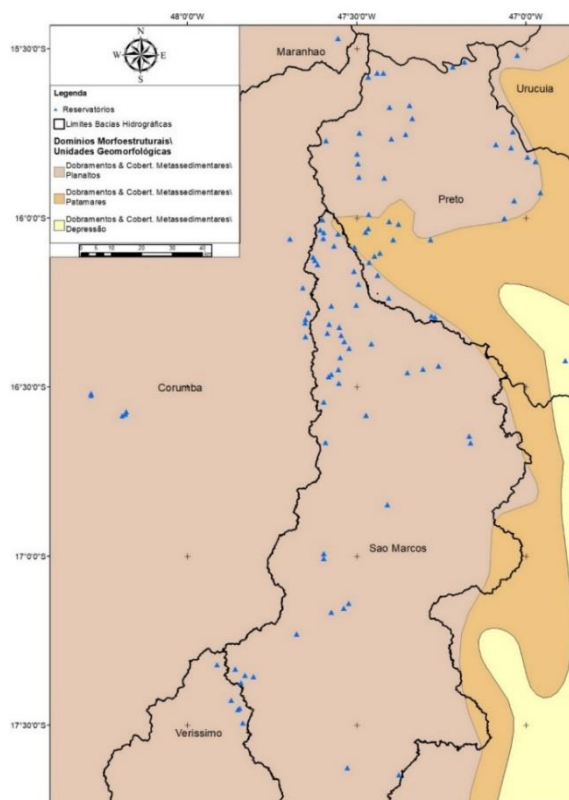 48°0'0"W
47°30'0"W
47°0'0"W
15°30'0"S
16°0'0"S
16°30'0"S
17°0'0"S
17°30'0"S
N
W
E
S
Legenda
Reservatórios
Limites Bacias Hidrográficas
Domínios Morfoestruturais\
Unidades Geomorfológicas
Dobramentos & Cobert. Metassedimentares\
Planaltos
Dobramentos & Cobert. Metassedimentares\
Patamares
Dobramentos & Cobert. Metassedimentares\
Depressão
Maranhao
Urucuia
Preto
Corumba
Sao Marcos
Verissimo